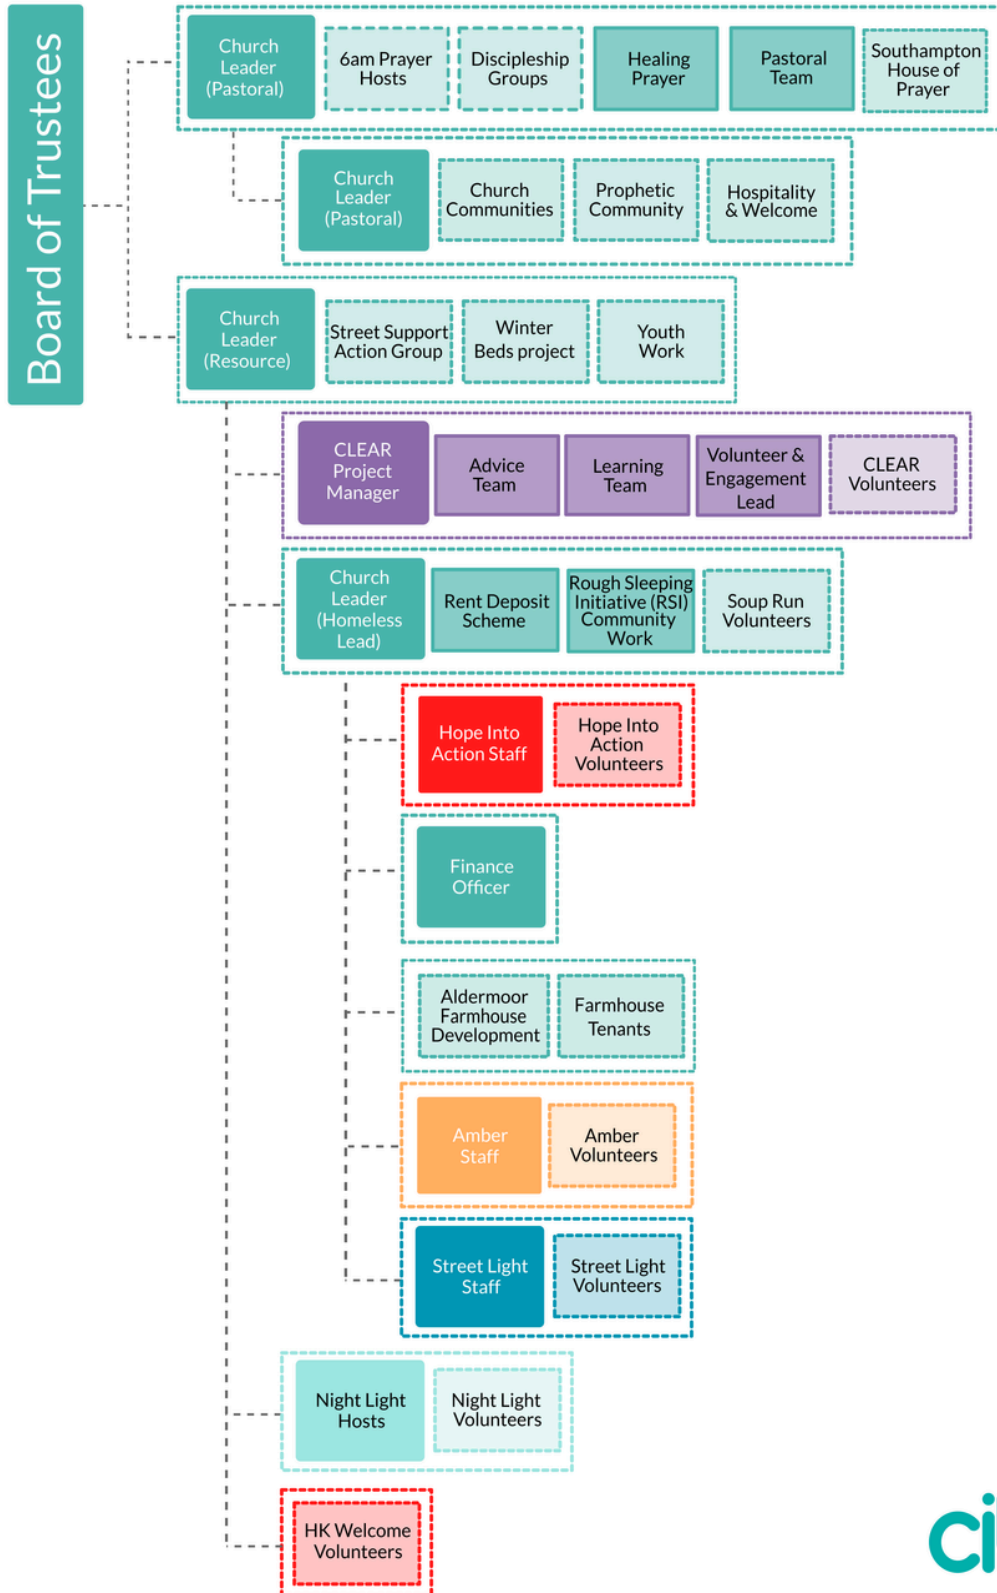 Board of Trustees
Church
Leader
(Pastoral)
6am Prayer
Hosts
Discipleship
Groups
Healing
Prayer
Pastoral
Team
Southampton
House of
Prayer
Church
Leader
(Pastoral)
Church
Communities
Prophetic
Community
Hospitality
& Welcome
Church
Leader
(Resource)
Street Support
Action Group
Winter
Beds project
Youth
Work
CLEAR
Project
Manager
Advice
Team
Learning
Team
Volunteer &
Engagement
Lead
CLEAR
Volunteers
Church
Leader
(Homeless
Lead)
Rent Deposit
Scheme
Rough Sleeping
Initiative (RSI)
Community
Work
Soup Run
Volunteers
Hope Into
Action Staff
Hope Into
Action
Volunteers
Finance
Officer
Aldermoor
Farmhouse
Development
Farmhouse
Tenants
Amber
Staff
Amber
Volunteers
Street Light
Staff
Street Light
Volunteers
Night Light
Hosts
Night Light
Volunteers
HK Welcome
Volunteers